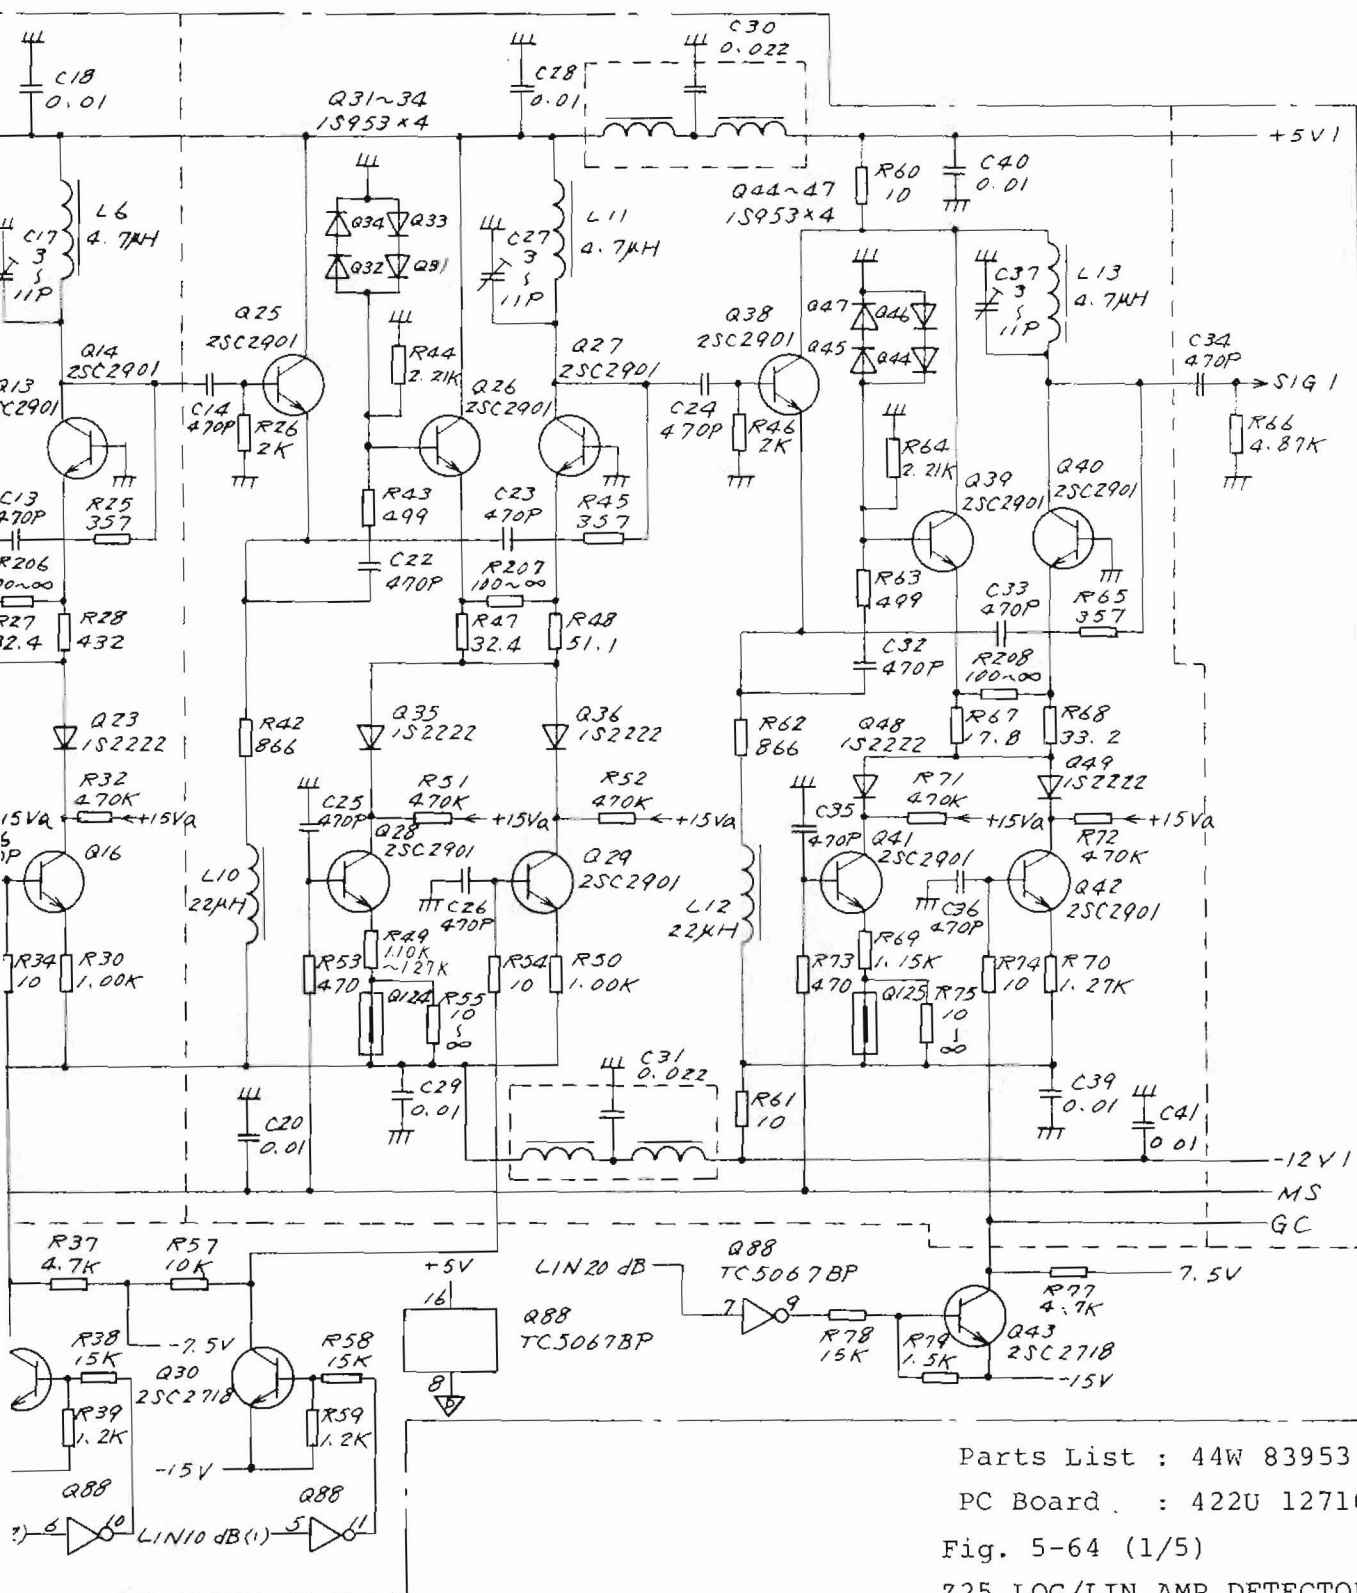 C18
0.01
Q31~34
1S953×4
C28
0.01
C30
0.022
+5V1
L6
4.7μH
C17
3
~
11P
Q34
Q33
Q32
Q31
C27
3
~
11P
L11
4.7μH
Q44~47
1S953×4
R60
10
C40
0.01
C37
3
~
11P
L13
4.7μH
Q47
Q46
Q45
Q44
Q25
2SC2901
Q14
2SC2901
Q13
C2901
R44
2.21K
Q26
2SC2901
Q27
2SC2901
Q38
2SC2901
C34
470P
SIG1
C14
470P
R26
2K
C24
470P
R46
2K
R64
2.21K
R66
4.87K
Q39
2SC2901
Q40
2SC2901
C13
470P
R25
357
R43
499
C23
470P
R45
357
R206
00~∞
C22
470P
R207
100~∞
R63
499
C33
470P
R65
357
R27
32.4
R28
432
R47
32.4
R48
51.1
C32
470P
R208
100~∞
Q23
1S2222
R42
866
Q35
1S2222
Q36
1S2222
R62
866
Q48
1S2222
R67
17.8
R68
33.2
Q49
1S2222
R32
470K
+15Va
15Va
C25
470P
R51
470K
+15Va
R52
470K
+15Va
C35
470P
R71
470K
+15Va
R72
470K
+15Va
Q16
Q28
2SC2901
Q29
2SC2901
Q41
2SC2901
Q42
2SC2901
L10
22μH
C26
470P
L12
22μH
C36
470P
R34
10
R30
1.00K
R53
470
R49
1.10K
~1.27K
R54
10
R50
1.00K
R73
470
R69
1.15K
R74
10
R70
1.27K
Q124
R55
10
~
∞
Q125
R75
10
~
∞
C20
0.01
C29
0.01
C31
0.022
R61
10
C39
0.01
C41
0.01
-12V1
MS
GC
R37
4.7K
R57
10K
+5V
LIN20 dB
Q88
TC5067BP
7.5V
16
Q88
TC5067BP
8
D
7
9
R77
4.7K
R78
15K
R79
1.5K
Q43
2SC2718
-15V
R38
15K
-7.5V
Q30
2SC2718
R58
15K
R39
1.2K
R59
1.2K
-15V
Q88
6
10
LIN10 dB(1)
Q88
5
11
Parts List : 44W 83953
PC Board : 422U 1271
Fig. 5-64 (1/5)
Z25 LOG/LIN AMP DETECTOR